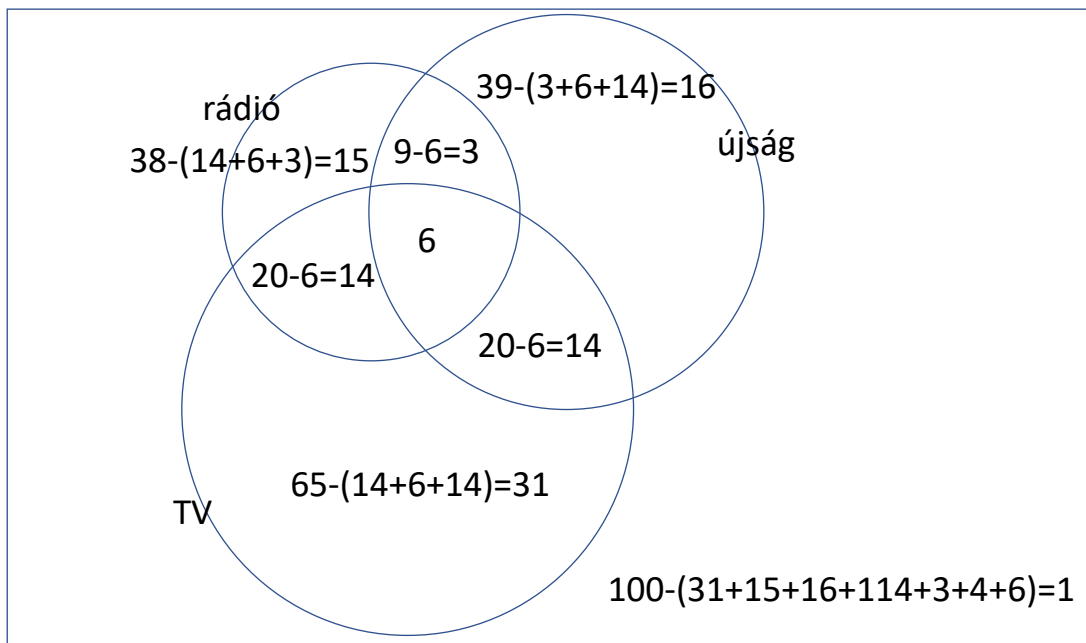 39-(3+6+14)=16
rádió
újság
38-(14+6+3)=15
9-6=3
6
20-6=14
20-6=14
65-(14+6+14)=31
TV
100-(31+15+16+114+3+4+6)=1